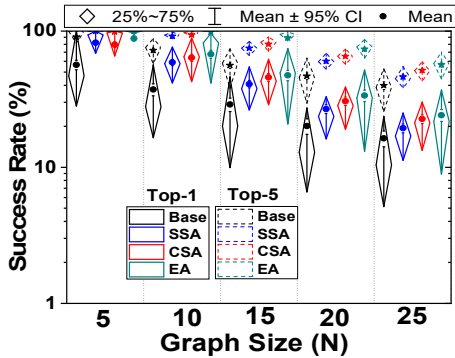 25%~75% Mean ± 95% CI Mean
Success Rate (%)
100
10
1
Top-1 Top-5
Base Base
SSA SSA
CSA CSA
EA EA
5 10 15 20 25
Graph Size (N)